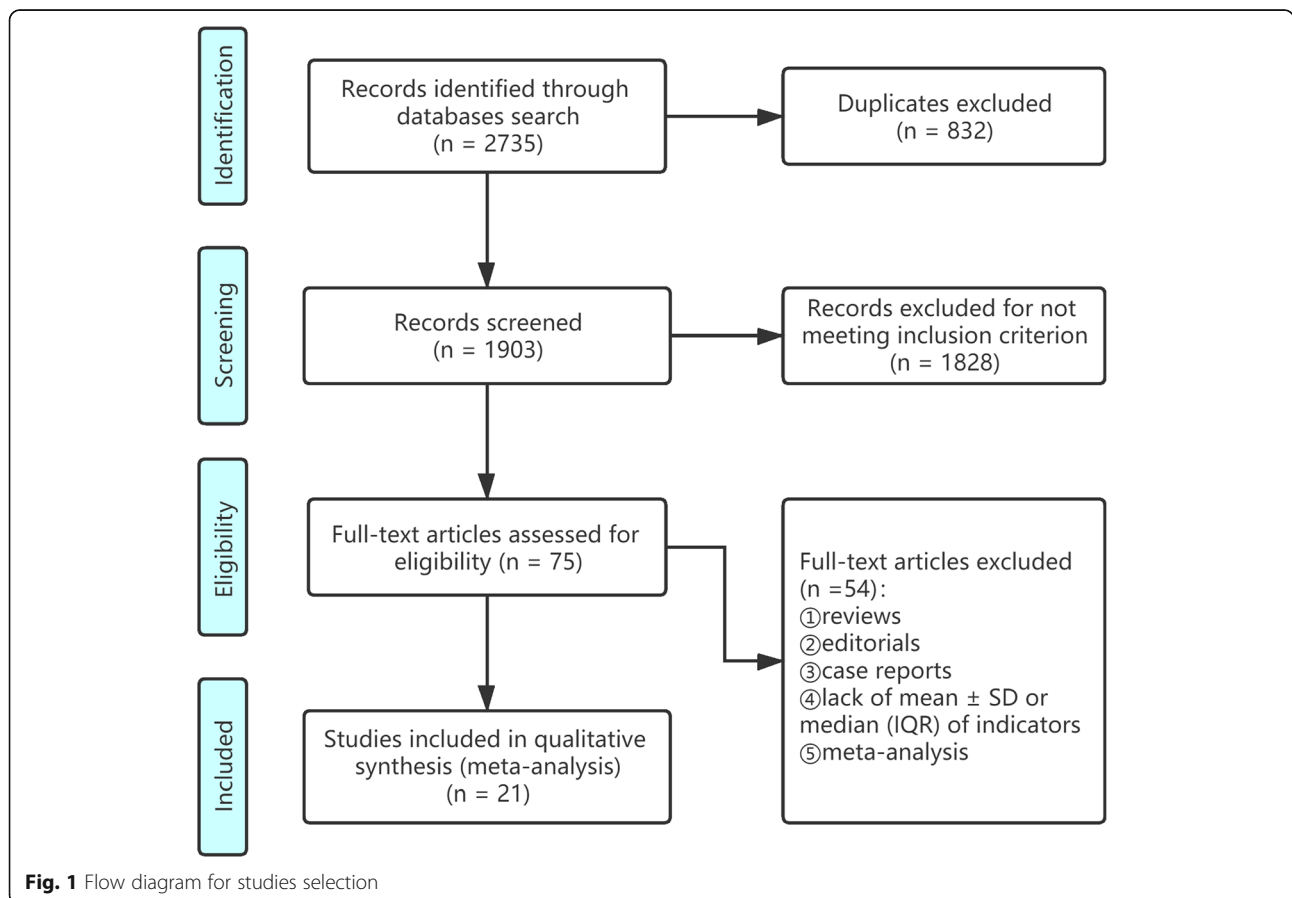 Identification
Records identified through
databases search
(n = 2735)
Duplicates excluded
(n = 832)
Screening
Records screened
(n = 1903)
Records excluded for not
meeting inclusion criterion
(n = 1828)
Eligibility
Full-text articles assessed for
eligibility (n = 75)
Full-text articles excluded
(n =54):
①reviews
②editorials
③case reports
④lack of mean ± SD or
median (IQR) of indicators
⑤meta-analysis
Included
Studies included in qualitative
synthesis (meta-analysis)
(n = 21)
Fig. 1 Flow diagram for studies selection